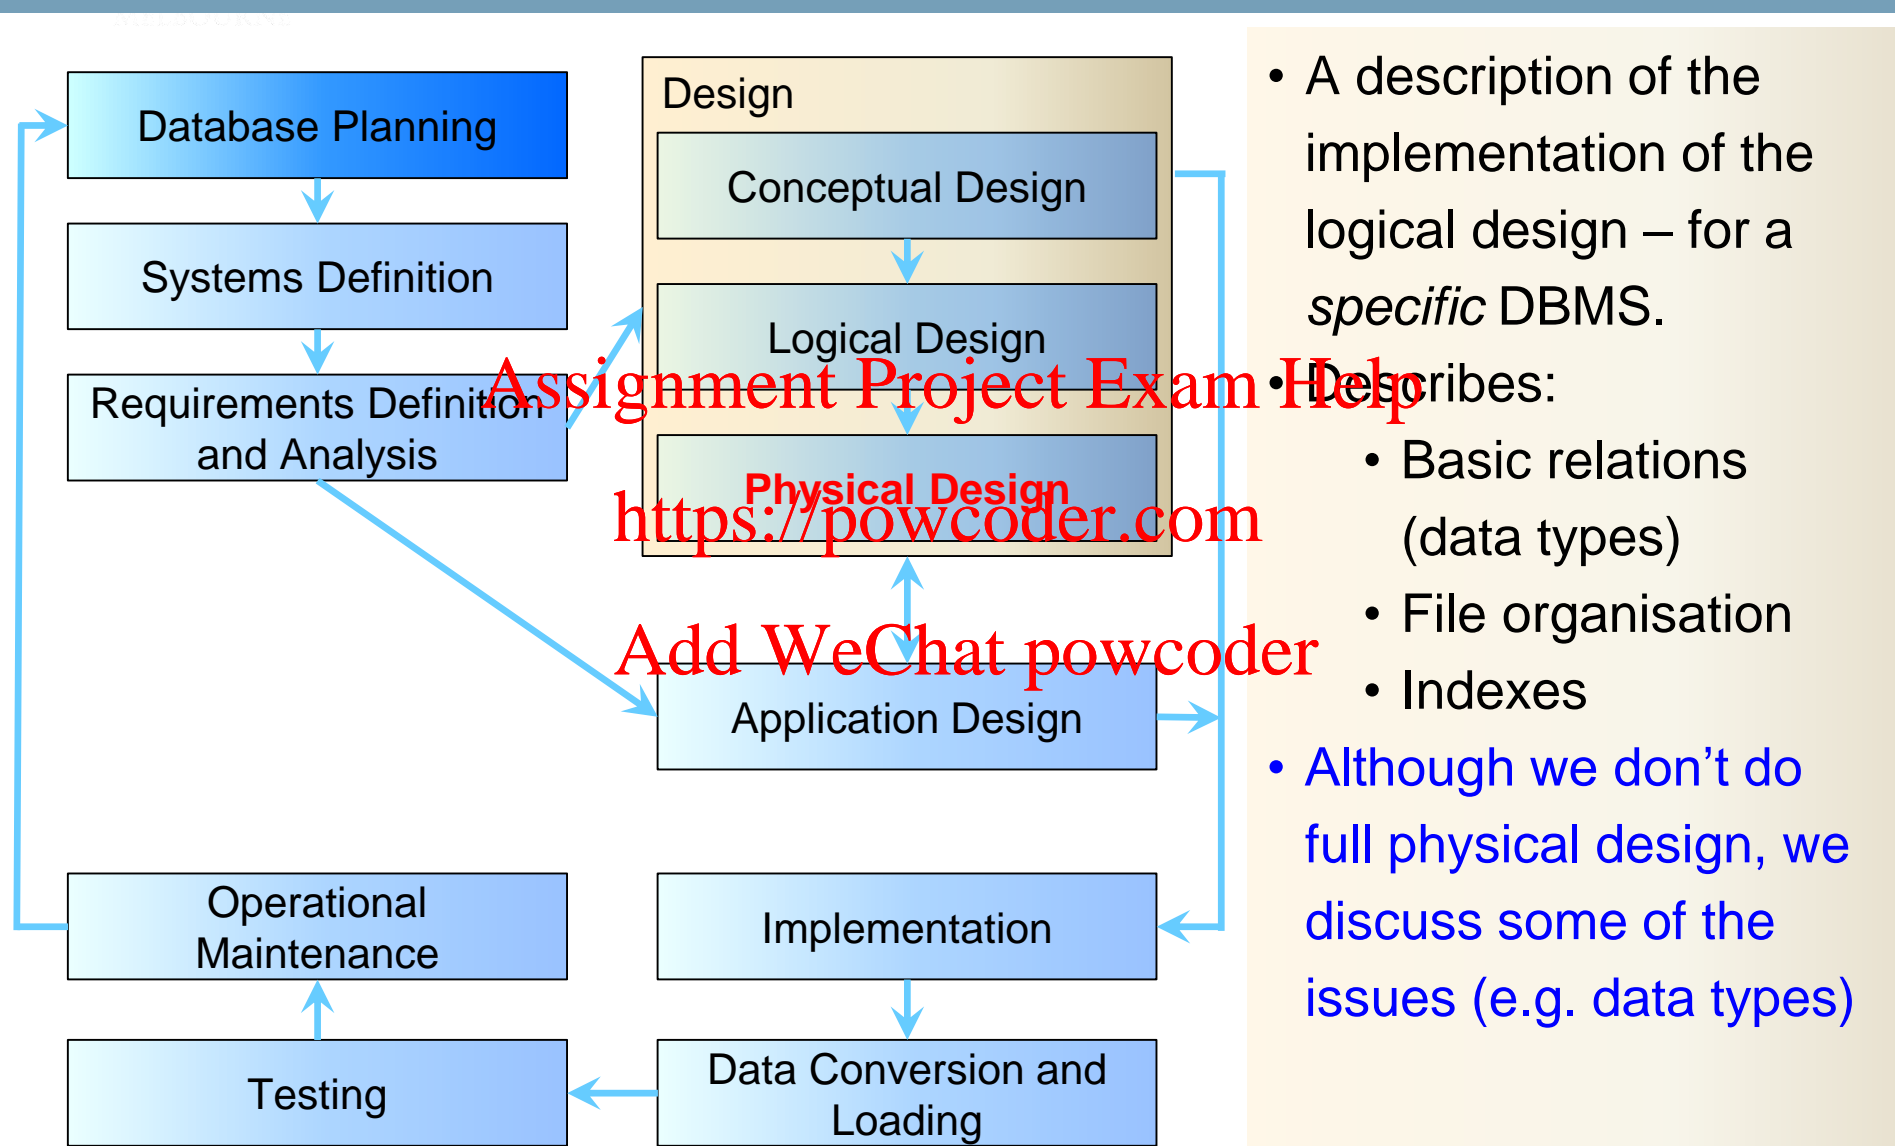 Database Planning
Systems Definition
Requirements Definition
and Analysis
Design
Conceptual Design
Logical Design
Physical Design
Application Design
Implementation
Data Conversion and
Loading
Testing
Operational
Maintenance
Assignment Project Exam Help
https://powcoder.com
Add WeChat powcoder
• A description of the
implementation of the
logical design – for a
specific DBMS.
• Describes:
• Basic relations
(data types)
• File organisation
• Indexes
• Although we don’t do
full physical design, we
discuss some of the
issues (e.g. data types)